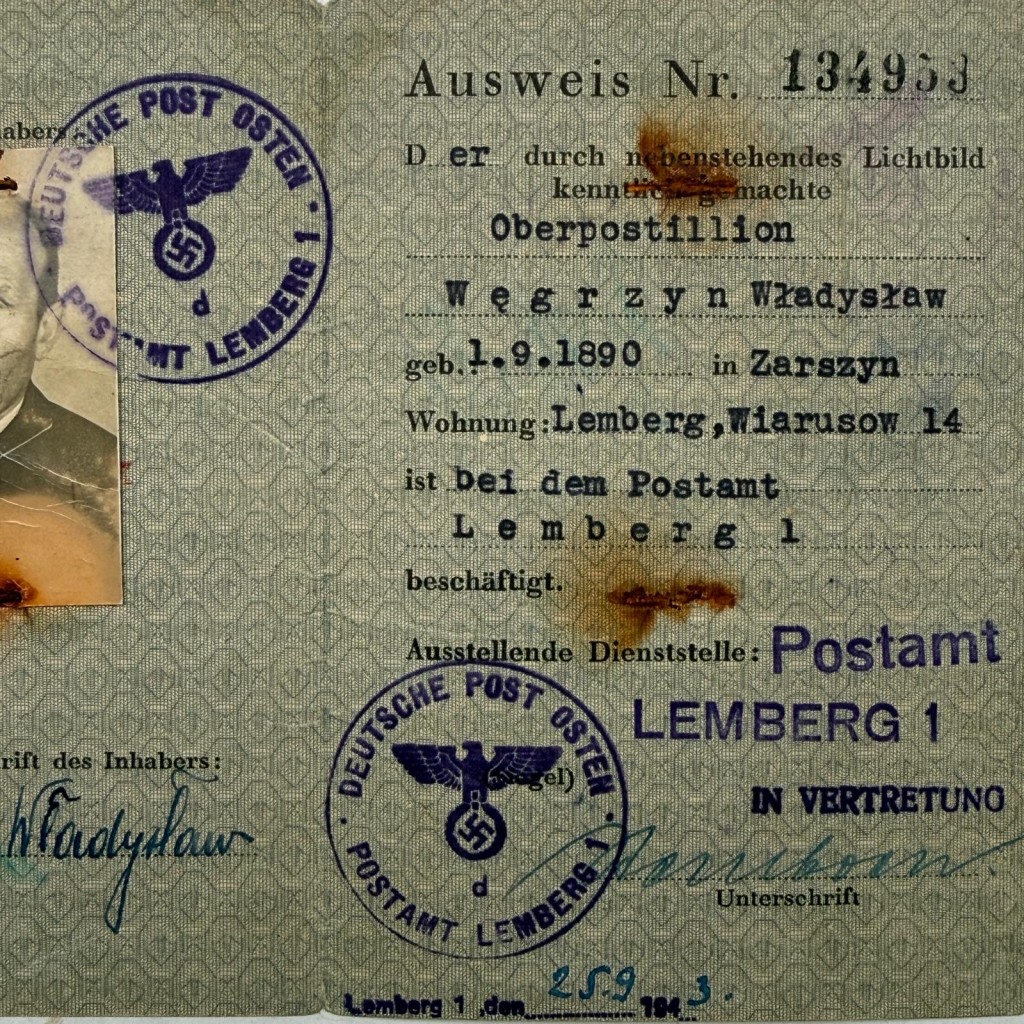 DEUTSCHE POST OSTEN
POSTAMT LEMBERG 1
d
rift des Inhabers:
Władysław
Ausweis Nr. 134953
Der durch nebenstehendes Lichtbild
kenntlich gemachte
Oberpostillion
Węgrzyn Władysław
geb. 1.9.1890 in Zarszyn
Wohnung: Lemberg, Wiarusow 14
ist bei dem Postamt
Lemberg 1
beschäftigt.
Ausstellende Dienststelle: Postamt
LEMBERG 1
DEUTSCHE POST OSTEN
(Siegel)
POSTAMT LEMBERG 1
d
IN VERTRETUNG
Unterschrift
Lemberg 1, den 25.9 1943.